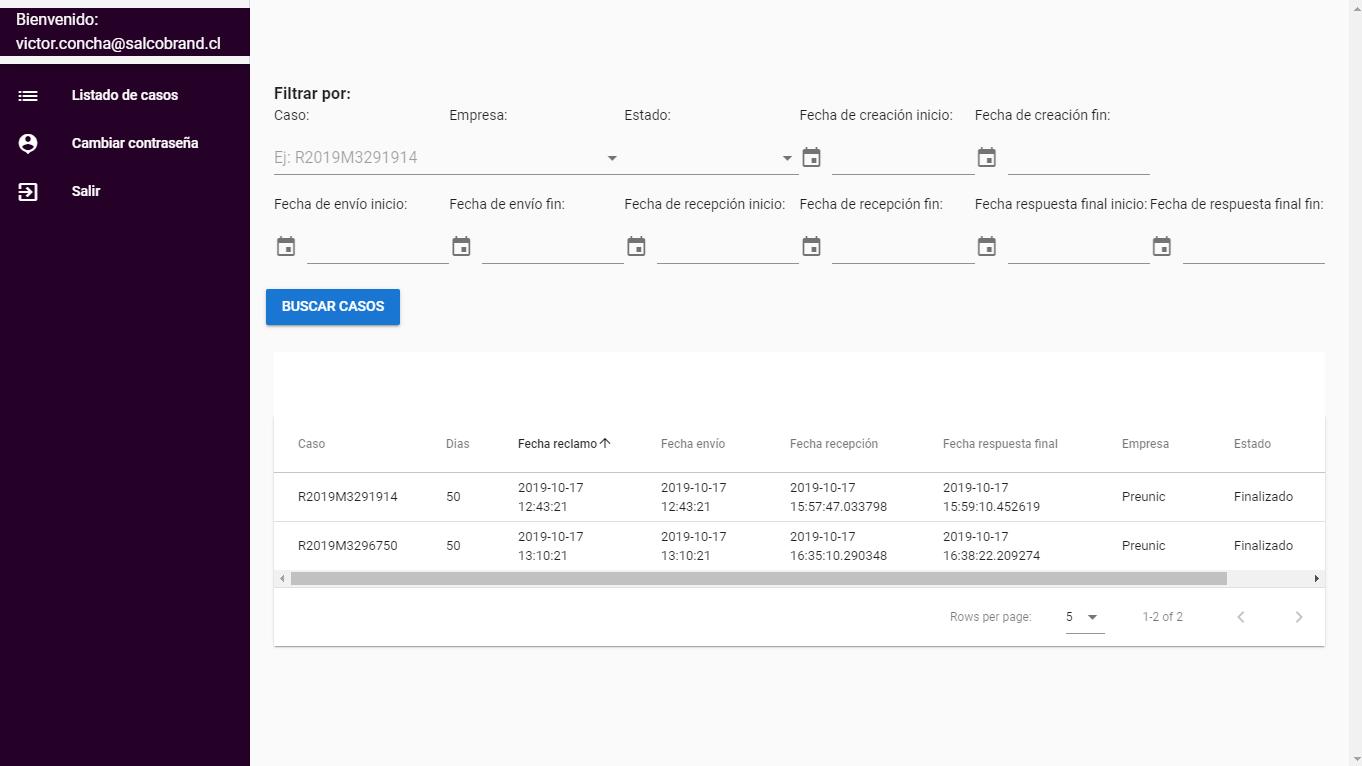 Bienvenido:
victor.concha@salcobrand.cl
Listado de casos
Cambiar contraseña
Salir
Filtrar por:
Caso: Empresa: Estado: Fecha de creación inicio: Fecha de creación fin:
Ej: R2019M3291914
Fecha de envío inicio: Fecha de envío fin: Fecha de recepción inicio: Fecha de recepción fin: Fecha respuesta final inicio: Fecha de respuesta final fin:
BUSCAR CASOS
Caso Dias Fecha reclamo Fecha envío Fecha recepción Fecha respuesta final Empresa Estado
R2019M3291914 50 2019-10-17 12:43:21 2019-10-17 12:43:21 2019-10-17 15:57:47.033798 2019-10-17 15:59:10.452619 Preunic Finalizado
R2019M3296750 50 2019-10-17 13:10:21 2019-10-17 13:10:21 2019-10-17 16:35:10.290348 2019-10-17 16:38:22.209274 Preunic Finalizado
Rows per page: 5 1-2 of 2